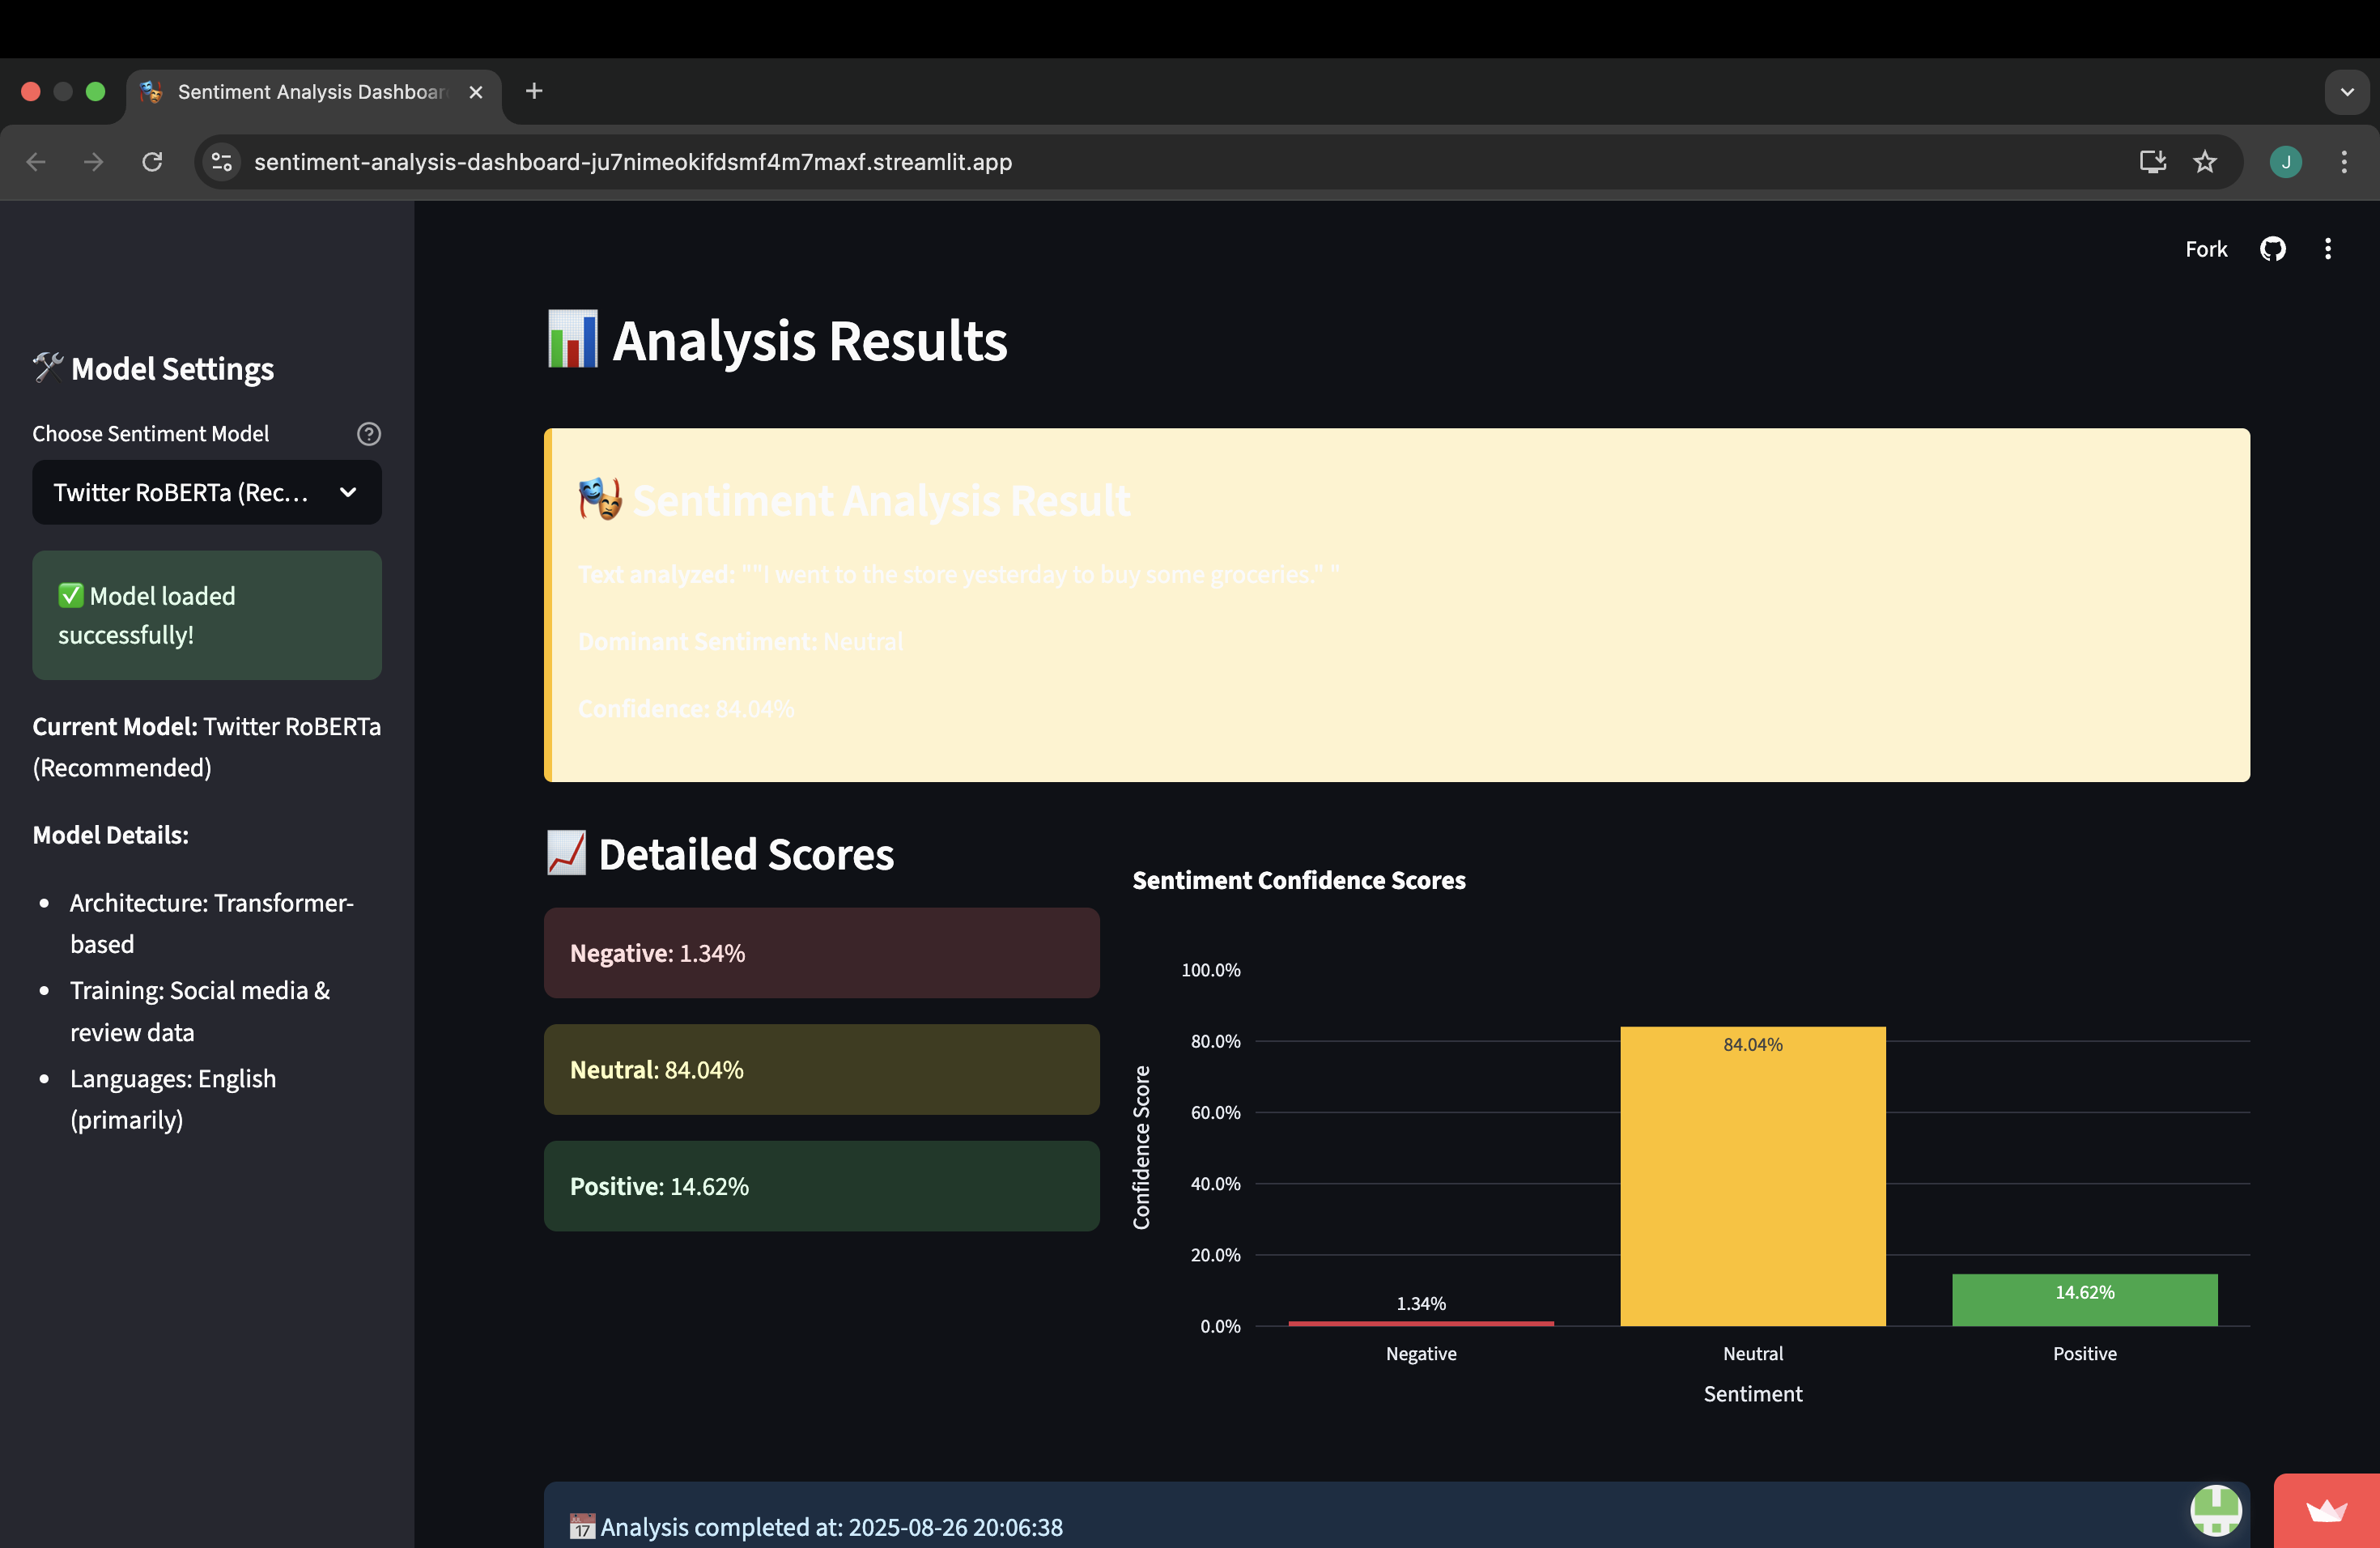 Sentiment Analysis Dashboar
sentiment-analysis-dashboard-ju7nimeokifdsmf4m7maxf.streamlit.app
J
Fork
🛠 Model Settings
Choose Sentiment Model
?
Twitter RoBERTa (Rec...
✅ Model loaded
successfully!
Current Model: Twitter RoBERTa
(Recommended)
Model Details:
• Architecture: Transformer-
based
• Training: Social media &
review data
• Languages: English
(primarily)
📊 Analysis Results
🎭 Sentiment Analysis Result
Text analyzed: ""I went to the store yesterday to buy some groceries." "
Dominant Sentiment: Neutral
Confidence: 84.04%
📈 Detailed Scores
Negative: 1.34%
Neutral: 84.04%
Positive: 14.62%
Sentiment Confidence Scores
Confidence Score
100.0%
80.0%
60.0%
40.0%
20.0%
0.0%
1.34%
84.04%
14.62%
Negative
Neutral
Positive
Sentiment
📅 Analysis completed at: 2025-08-26 20:06:38